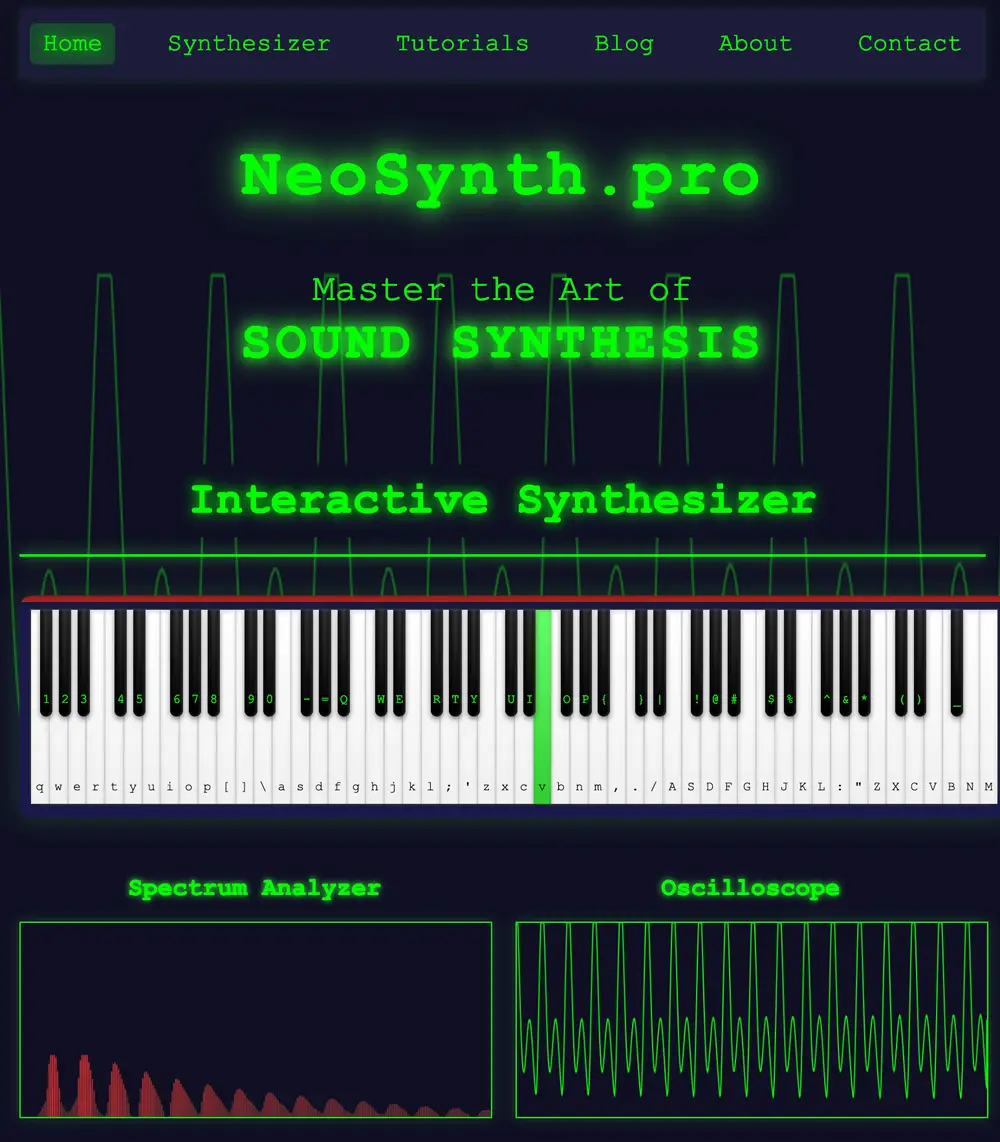 Home Synthesizer Tutorials Blog About Contact
NeoSynth.pro
Master the Art of
SOUND SYNTHESIS
Interactive Synthesizer
1 2 3 4 5 6 7 8 9 0 - = Q W E R T Y U I O P { } | ! @ # $ % ^ & * ( ) _
q w e r t y u i o p [ ] \ a s d f g h j k l ; ' z x c v b n m , . / A S D F G H J K L : " Z X C V B N M
Spectrum Analyzer Oscilloscope